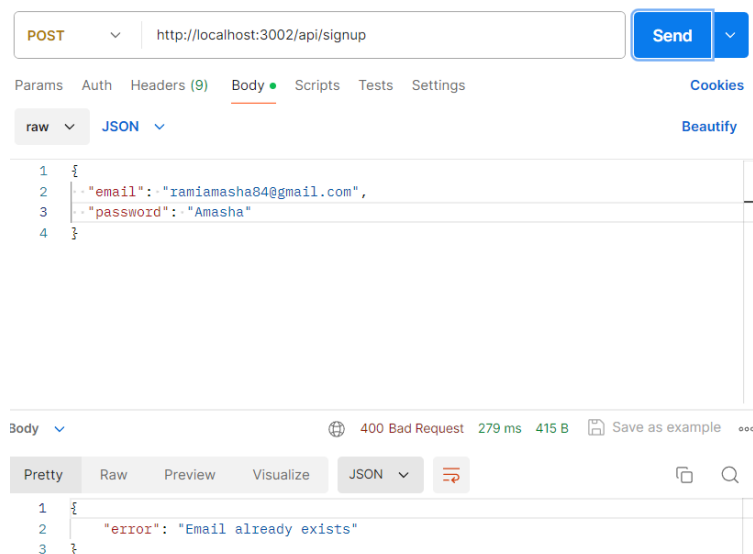 POST http://localhost:3002/api/signup Send
Params Auth Headers (9) Body Scripts Tests Settings Cookies
raw JSON Beautify
1 {
2 "email": "ramiamasha84@gmail.com",
3 "password": "Amasha"
4 }
Body 400 Bad Request 279 ms 415 B Save as example
Pretty Raw Preview Visualize JSON
1 {
2 "error": "Email already exists"
3 }